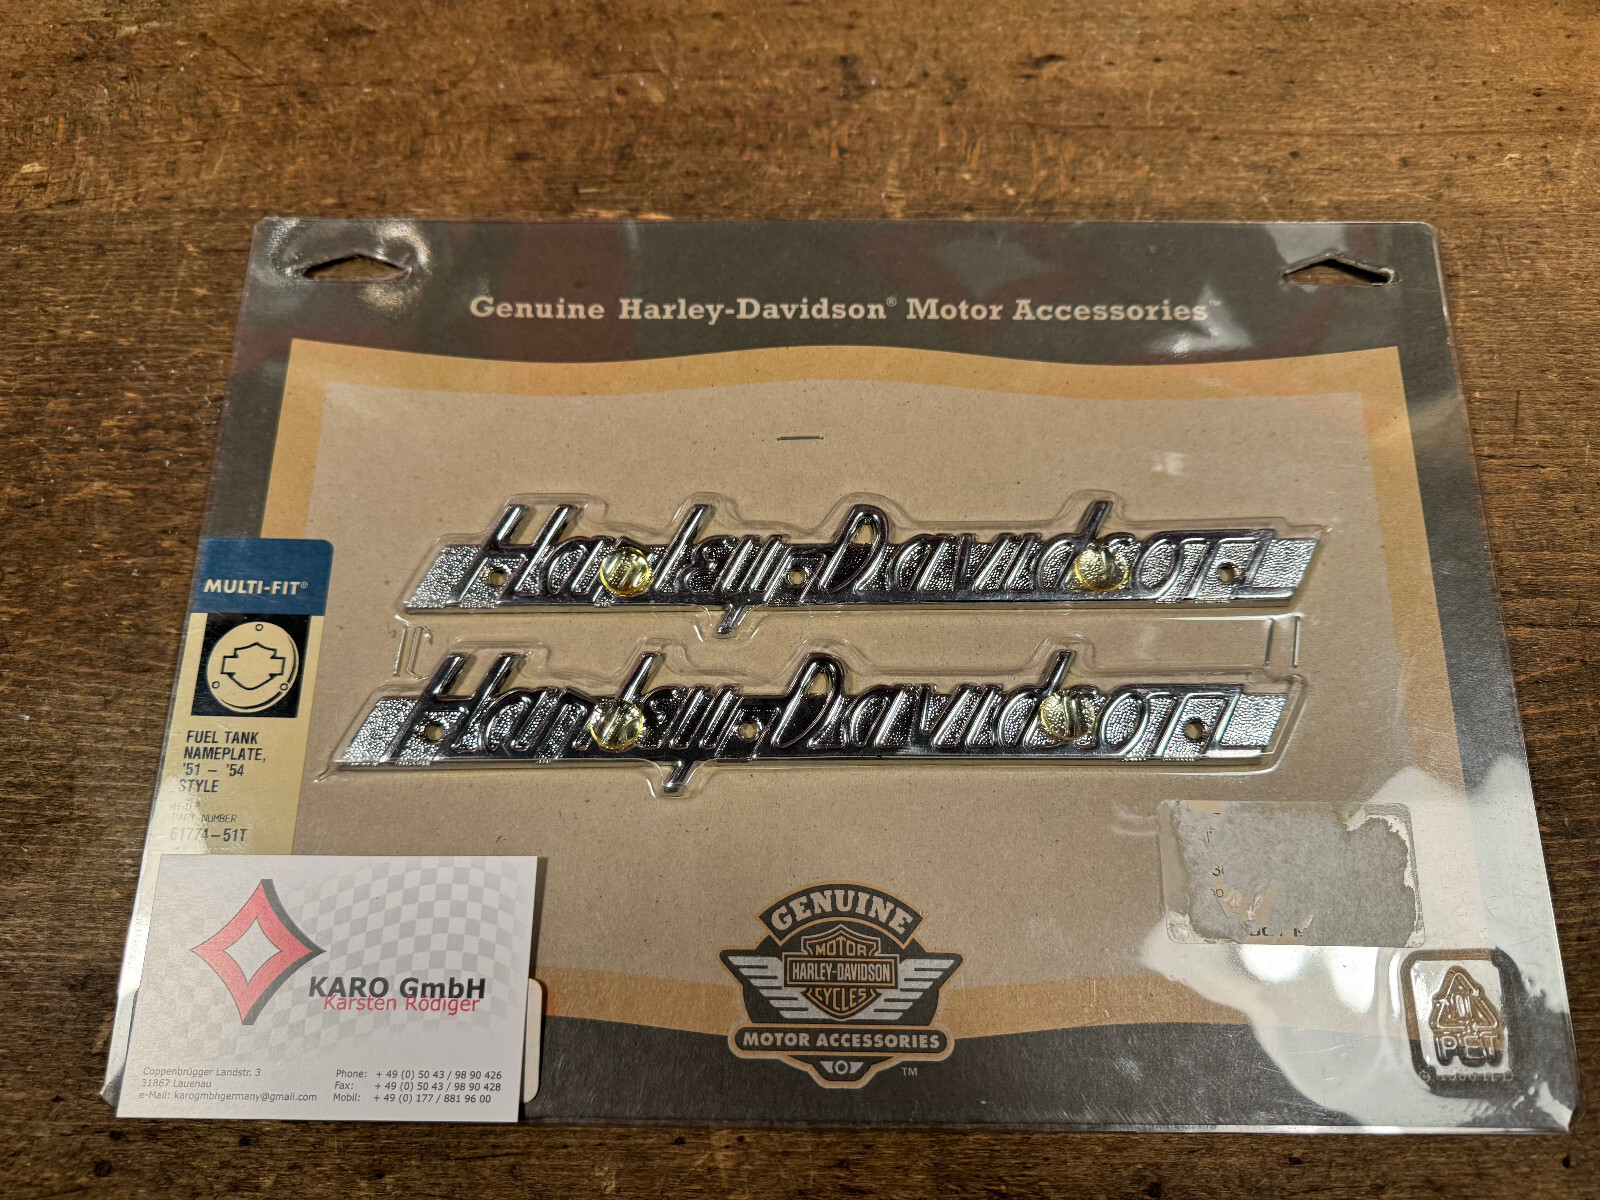 Genuine Harley-Davidson® Motor Accessories™
Harley-Davidson
Harley-Davidson
MULTI-FIT®
FUEL TANK
NAMEPLATE,
'51 – '54
STYLE
PART NUMBER
61774-51T
KARO GmbH
Karsten Rödiger
Coppenbrügger Landstr. 3
31867 Lauenau
e-Mail: karogmbhgermany@gmail.com
Phone: + 49 (0) 50 43 / 98 90 426
Fax: + 49 (0) 50 43 / 98 90 428
Mobil: + 49 (0) 177 / 881 96 00
GENUINE
MOTOR
HARLEY-DAVIDSON
CYCLES
MOTOR ACCESSORIES
™
PET